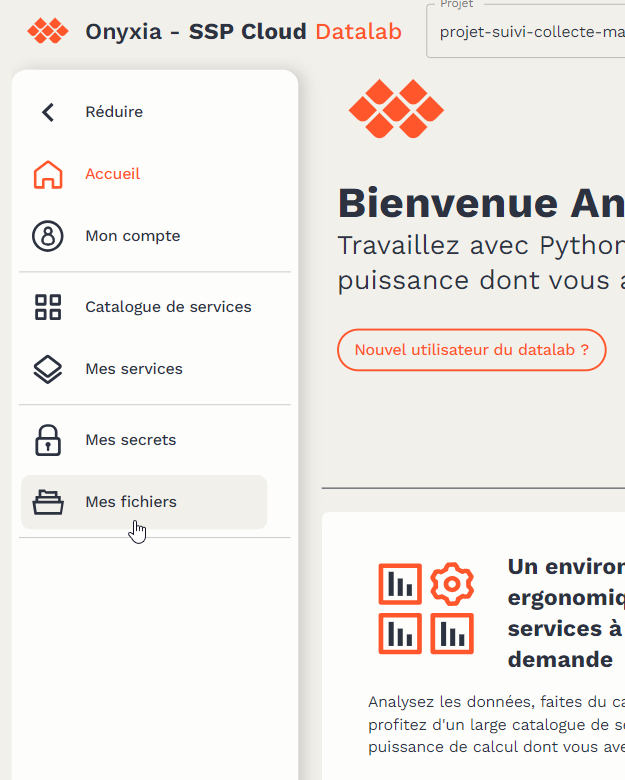 Onyxia - SSP Cloud Datalab
Projet
projet-suivi-collecte-ma
Réduire
Accueil
Mon compte
Catalogue de services
Mes services
Mes secrets
Mes fichiers
Bienvenue An
Travaillez avec Python
puissance dont vous a
Nouvel utilisateur du datalab ?
Un environ
ergonomiq
services à
demande
Analysez les données, faites du ca
profitez d'un large catalogue de se
puissance de calcul dont vous ave